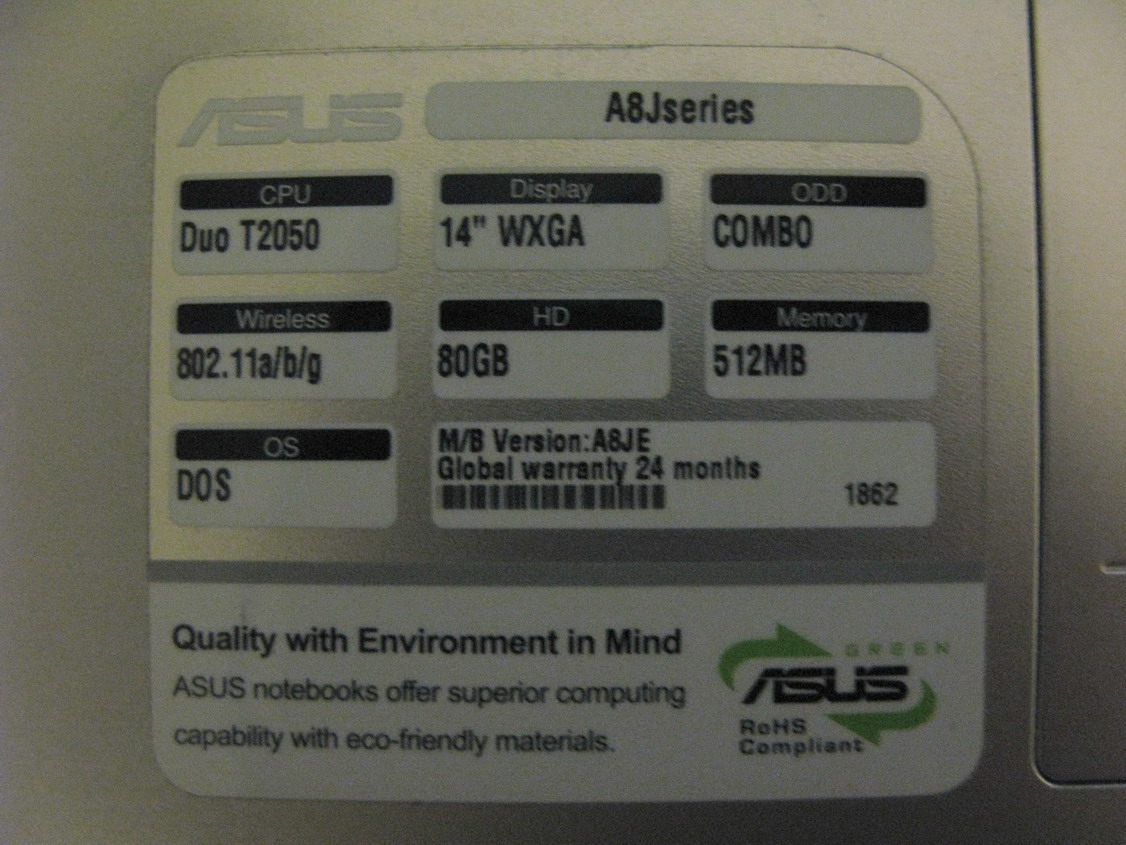 ASUS A8Jseries
CPU Display ODD
Duo T2050 14" WXGA COMBO
Wireless HD Memory
802.11a/b/g 80GB 512MB
OS
DOS
M/B Version:A8JE
Global warranty 24 months
1862
Quality with Environment in Mind
ASUS notebooks offer superior computing
capability with eco-friendly materials.
GREEN
ASUS
RoHS
Compliant